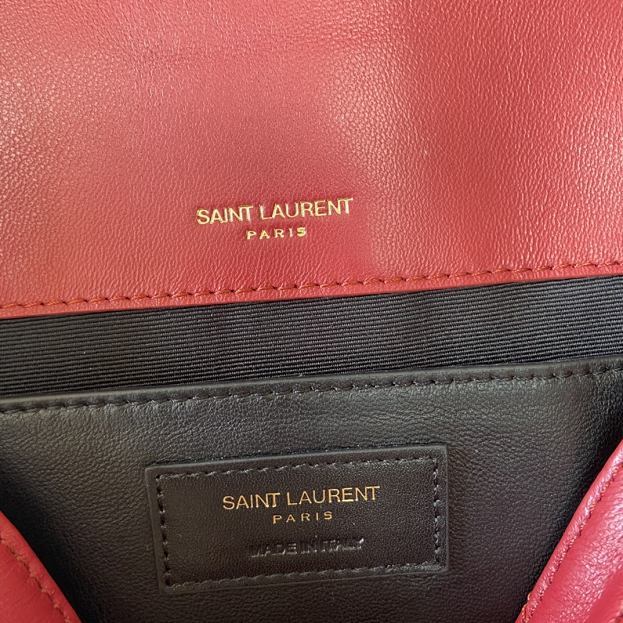 SAINT LAURENT
PARIS
SAINT LAURENT
PARIS
MADE IN ITALY